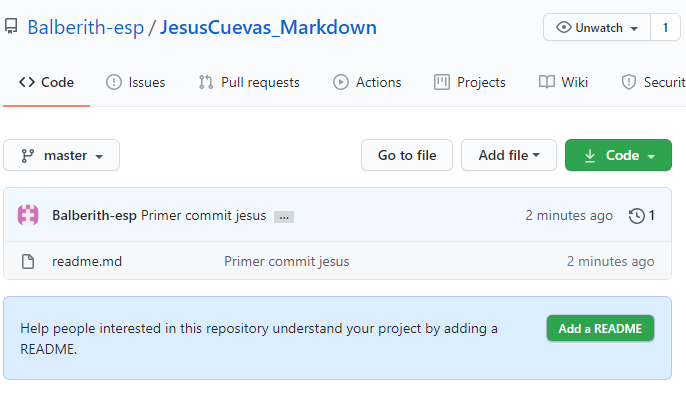 Balberith-esp / JesusCuevas_Markdown
Unwatch 1
Code Issues Pull requests Actions Projects Wiki Securit
master Go to file Add file Code
Balberith-esp Primer commit jesus ... 2 minutes ago 1
readme.md Primer commit jesus 2 minutes ago
Help people interested in this repository understand your project by adding a
README.
Add a README